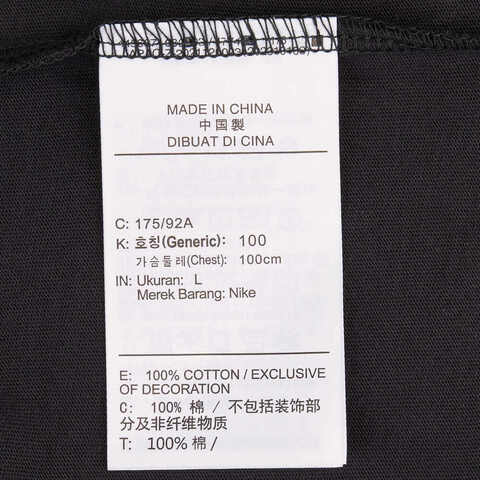 MADE IN CHINA
中国製
DIBUAT DI CINA
C: 175/92A
K: 호칭(Generic): 100
가슴둘레(Chest): 100cm
IN: Ukuran: L
Merek Barang: Nike
E: 100% COTTON / EXCLUSIVE
OF DECORATION
C: 100% 棉 / 不包括装饰部
分及非纤维物质
T: 100% 棉 /